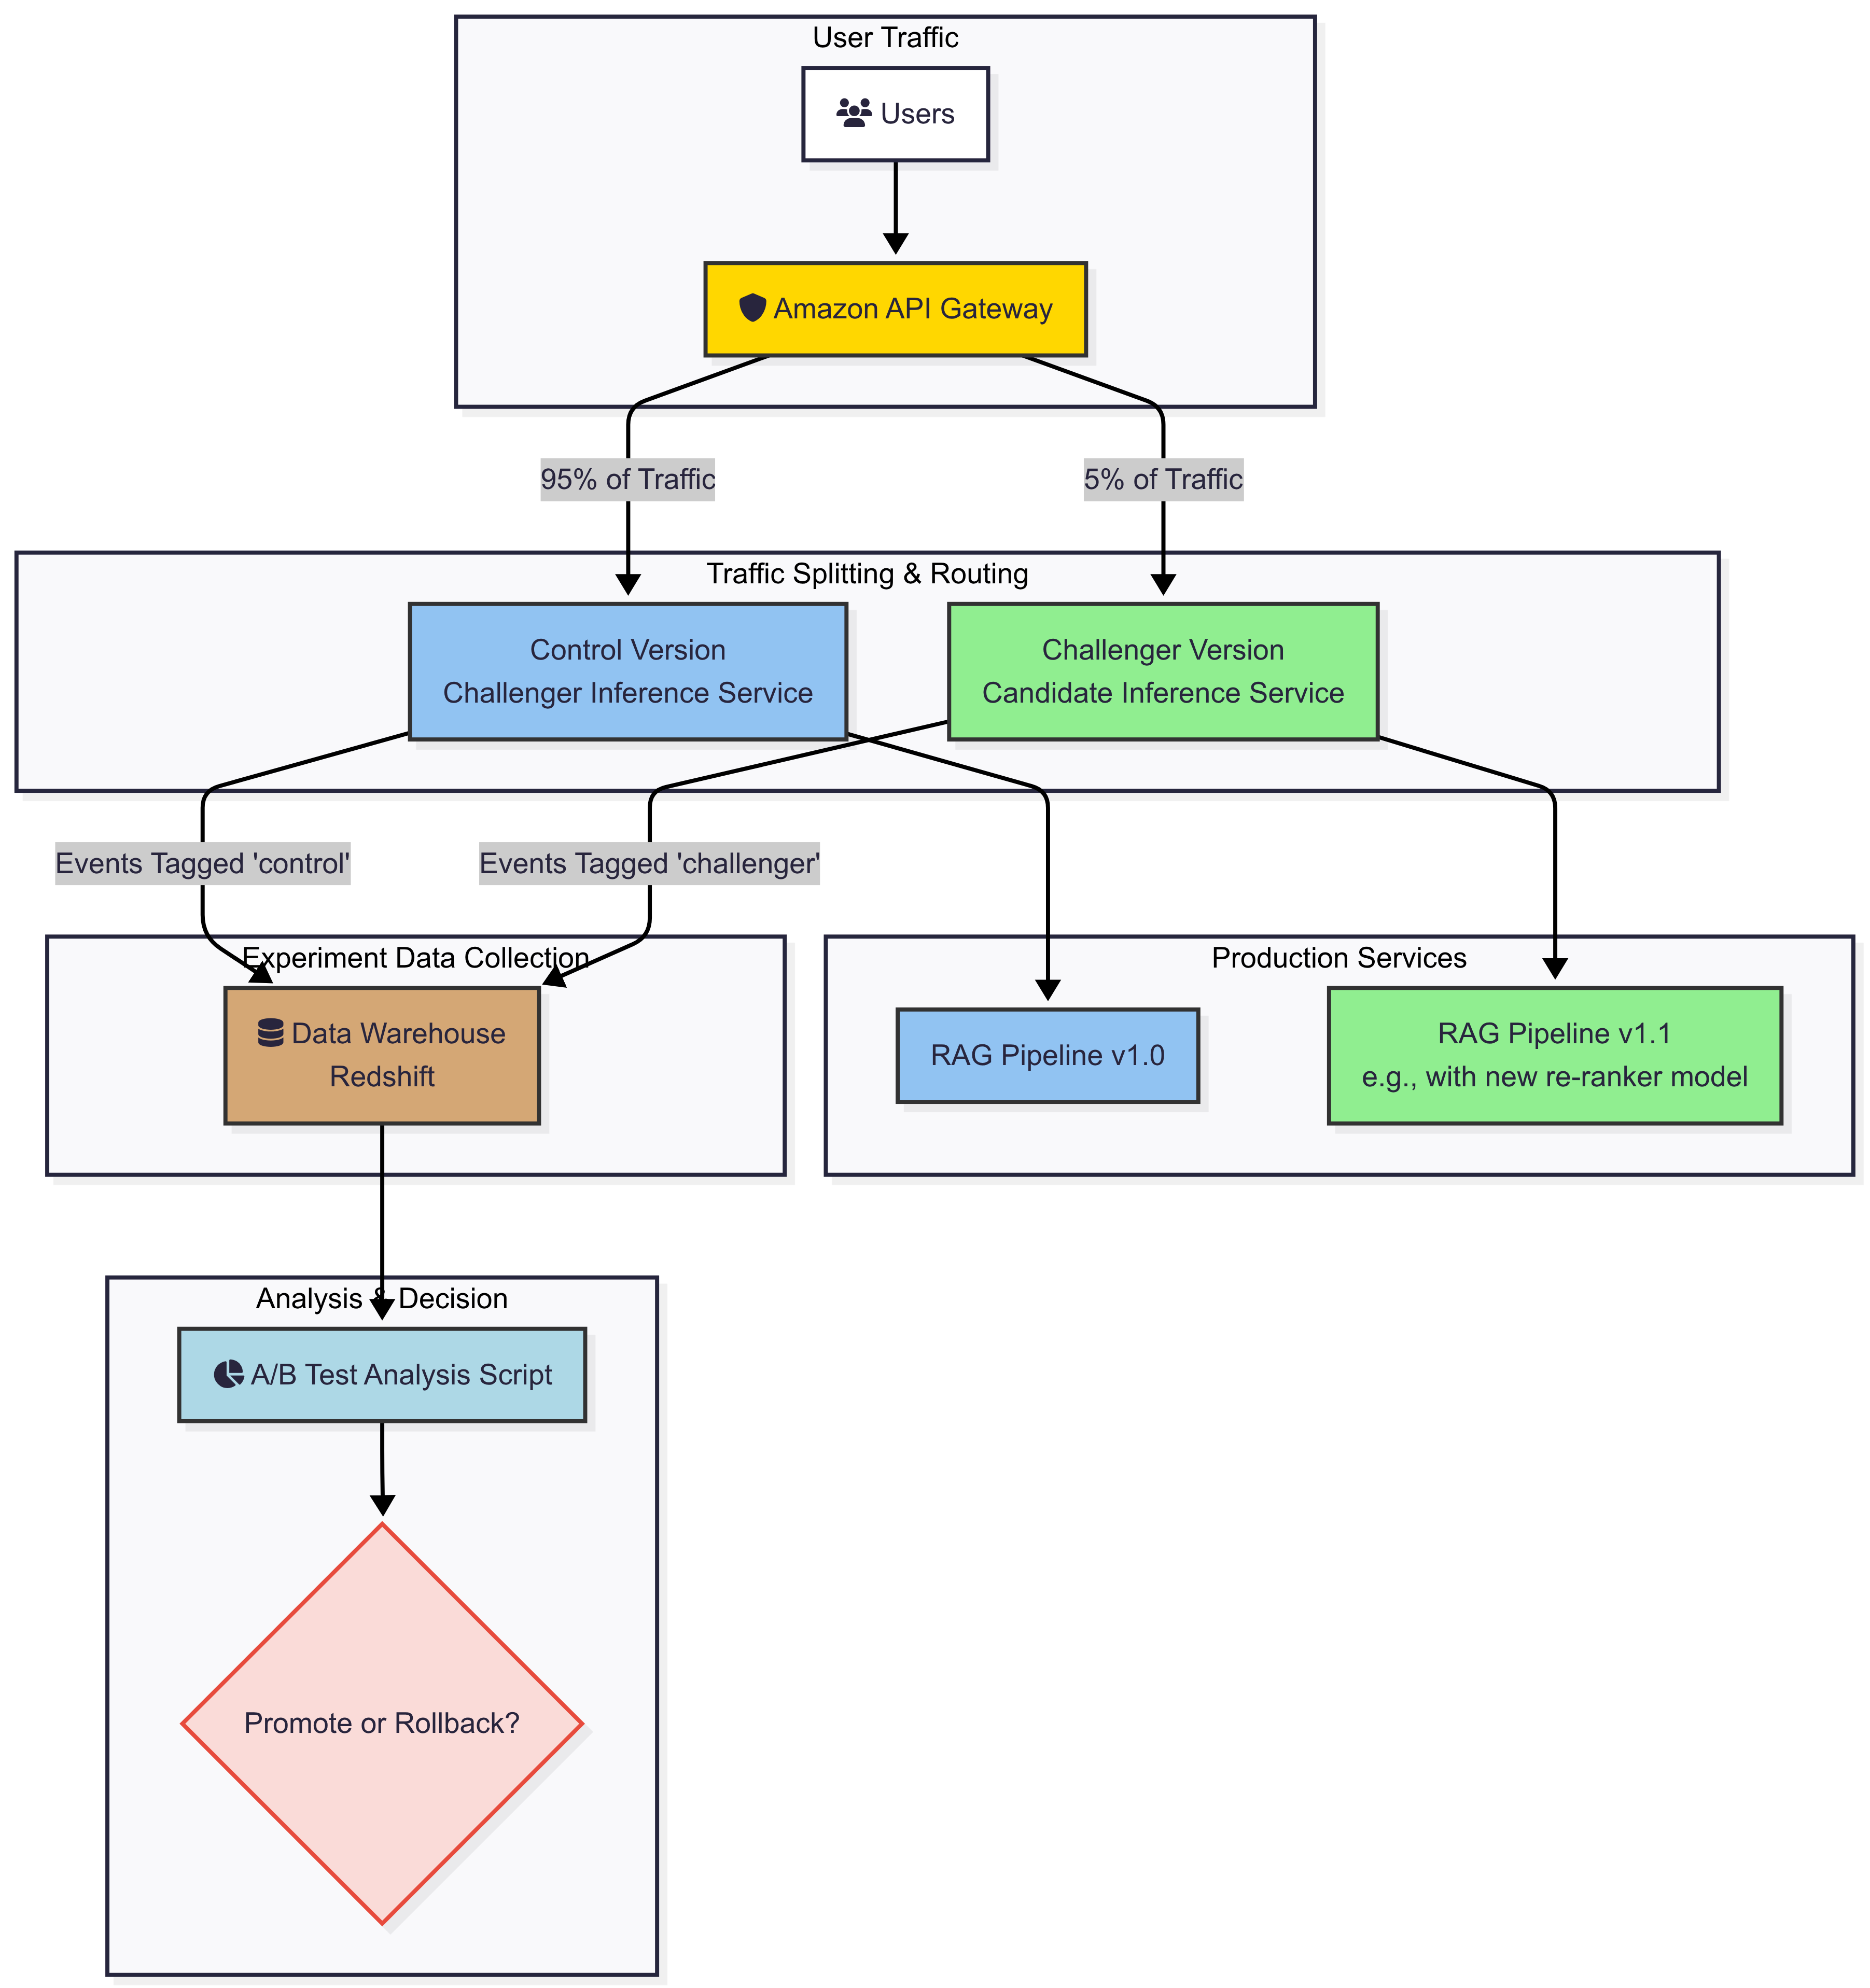 User Traffic
Users
Amazon API Gateway
95% of Traffic
5% of Traffic
Traffic Splitting & Routing
Control Version
Challenger Inference Service
Challenger Version
Candidate Inference Service
Events Tagged 'control'
Events Tagged 'challenger'
Experiment Data Collection
Data Warehouse
Redshift
Production Services
RAG Pipeline v1.0
RAG Pipeline v1.1
e.g., with new re-ranker model
Analysis & Decision
A/B Test Analysis Script
Promote or Rollback?